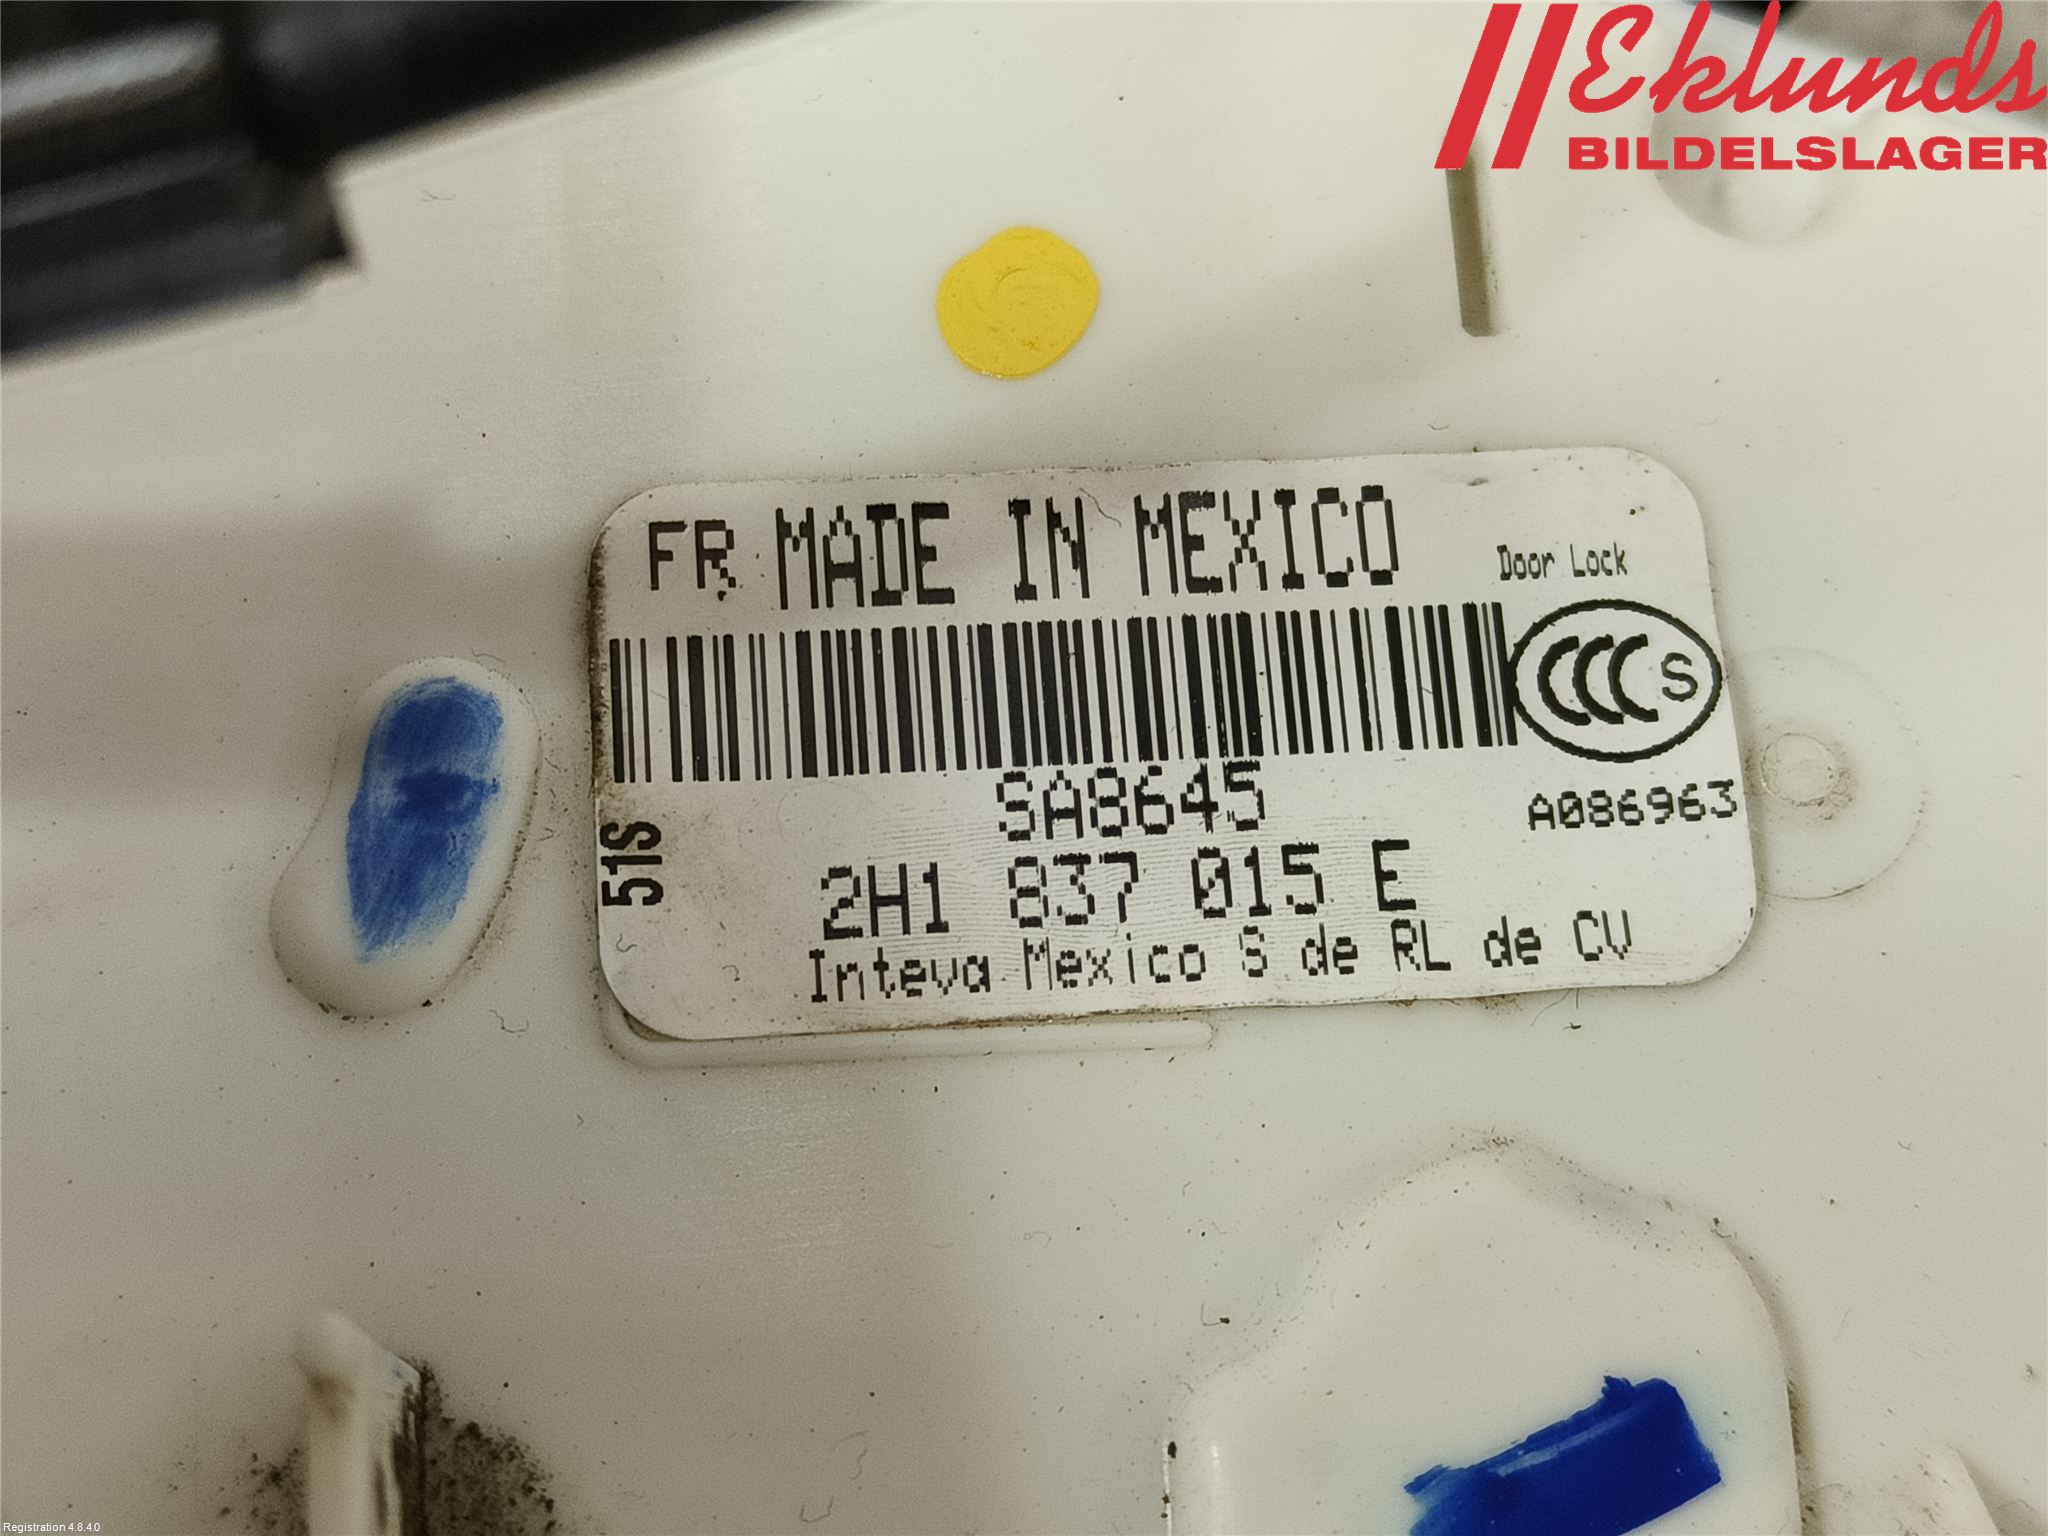 Eklunds
BILDELSLAGER
FR MADE IN MEXICO
Door Lock
CCC S
SA8645
A086963
51S
2H1 837 015 E
Inteva Mexico S de RL de CV
Registration 4.8.4.0